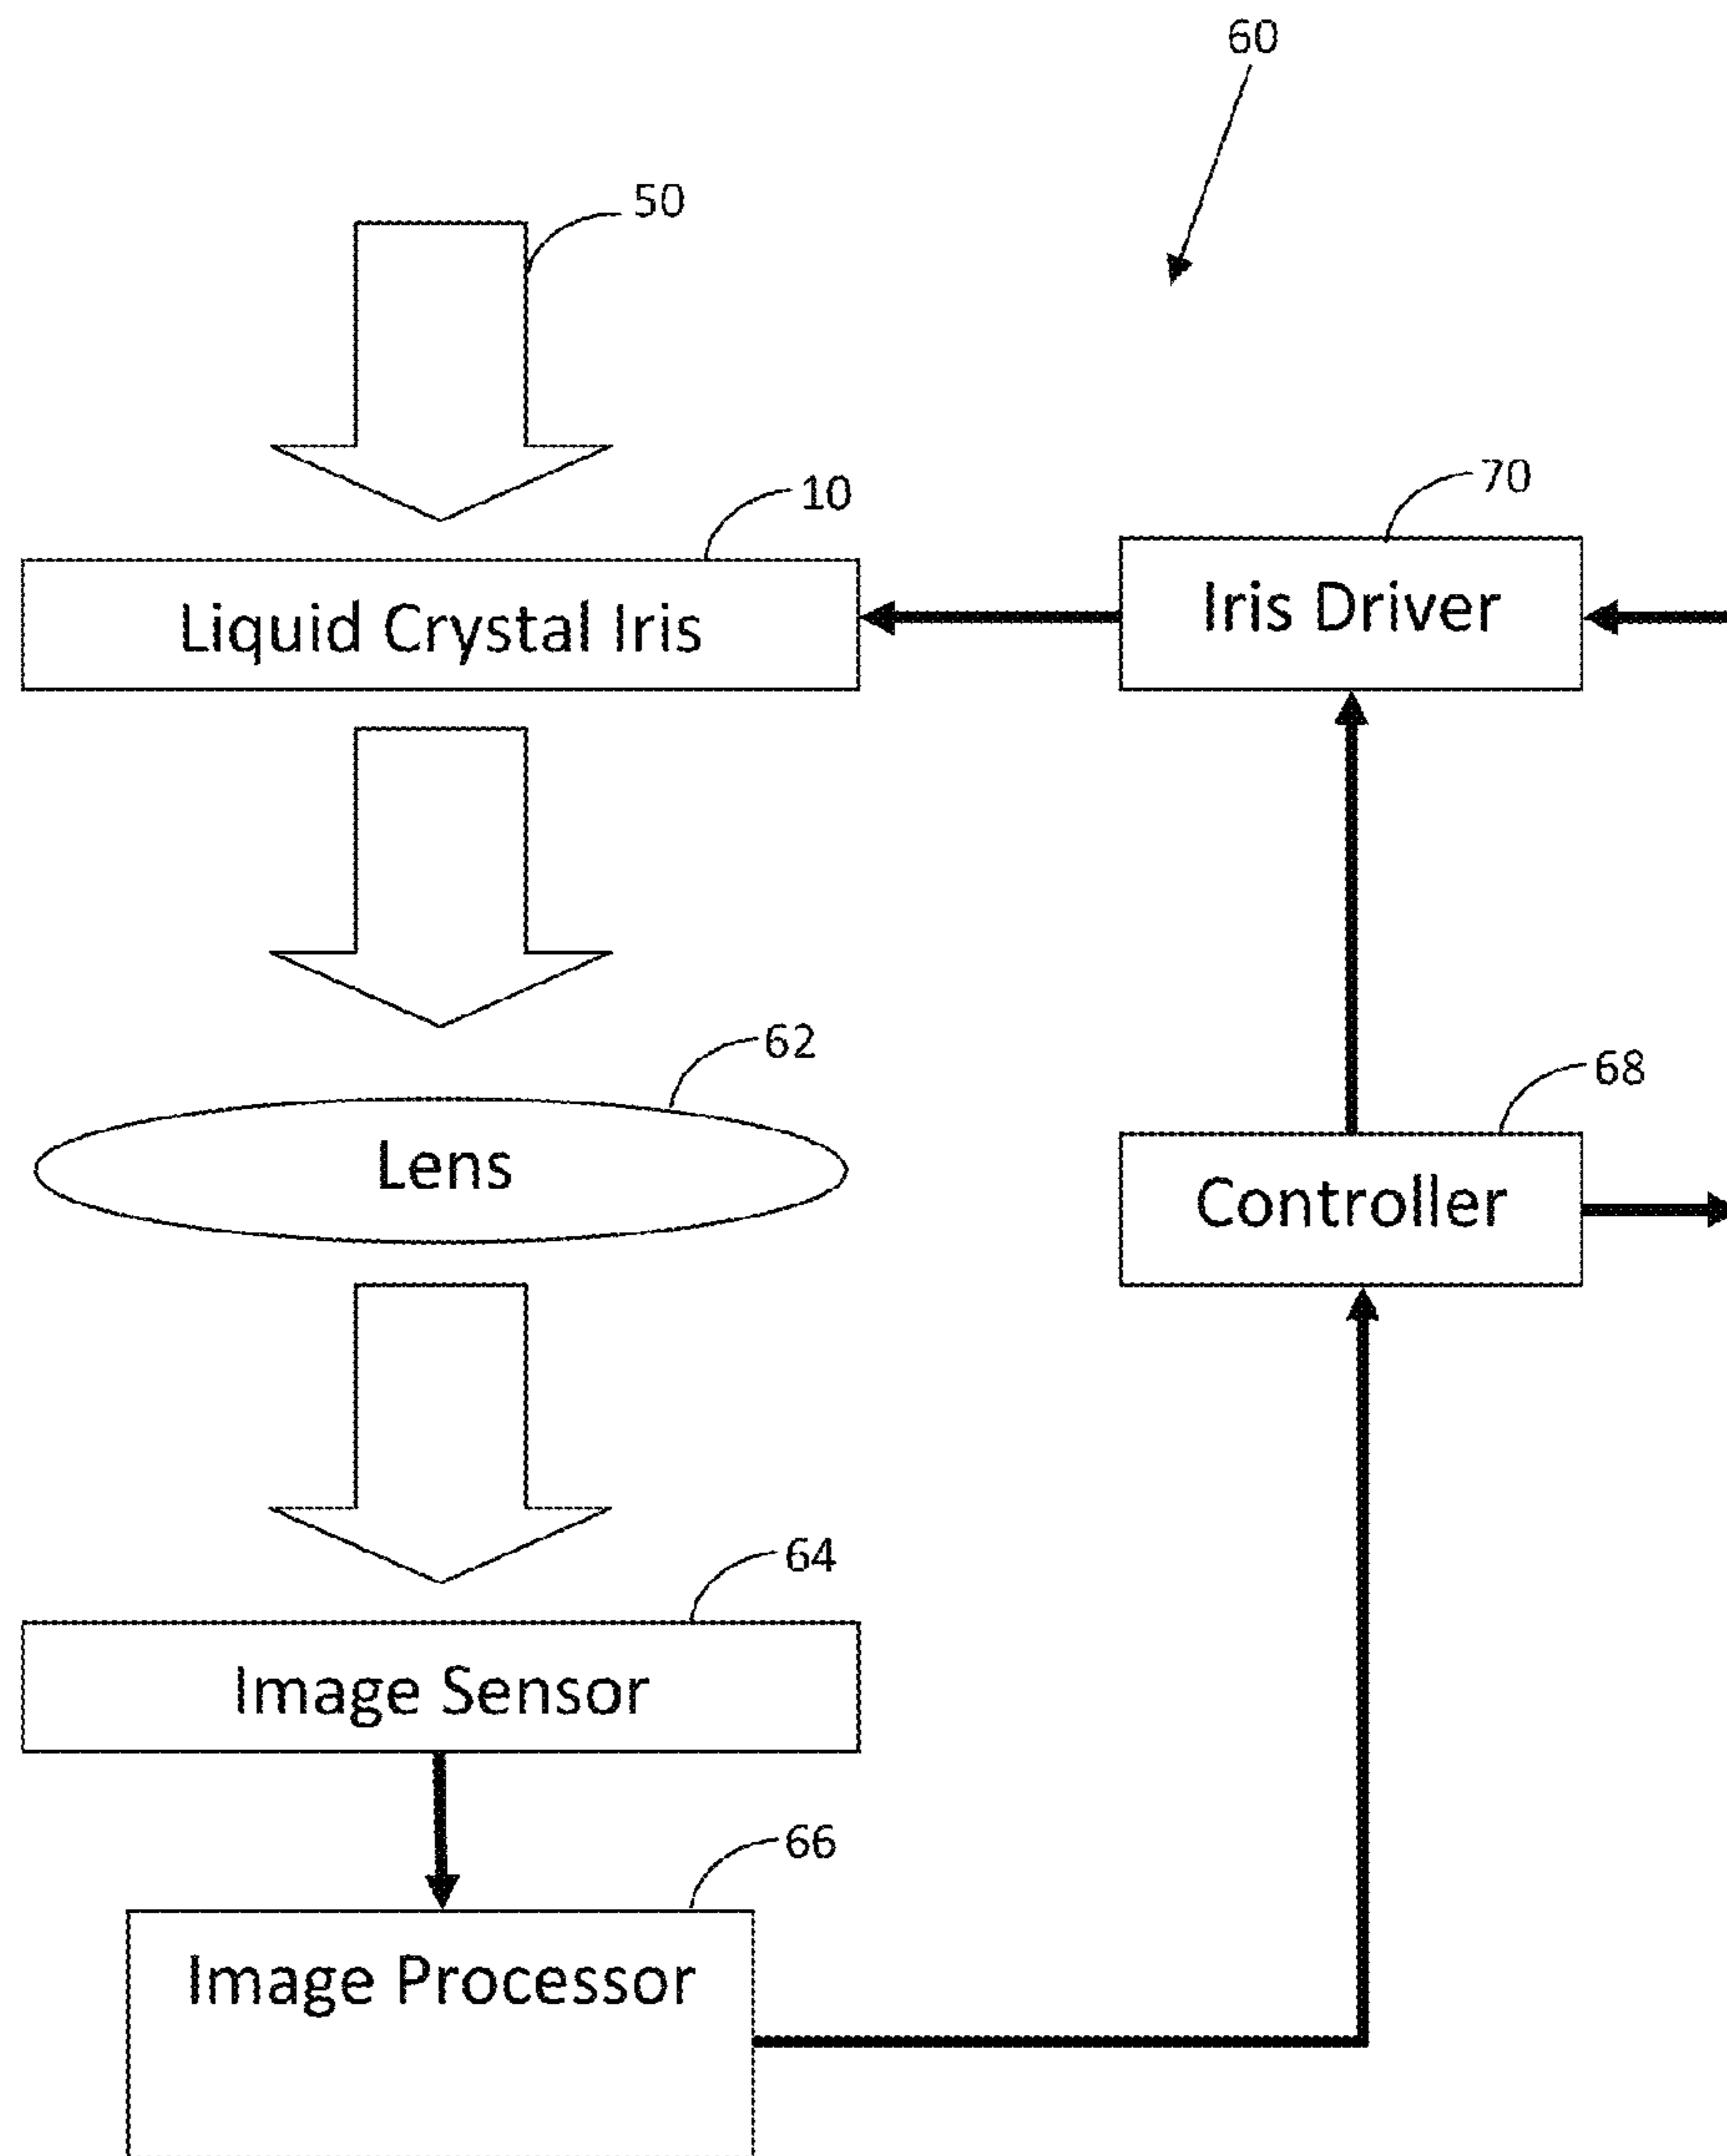 60
50
10
Liquid Crystal Iris
70
Iris Driver
62
Lens
68
Controller
64
Image Sensor
66
Image Processor